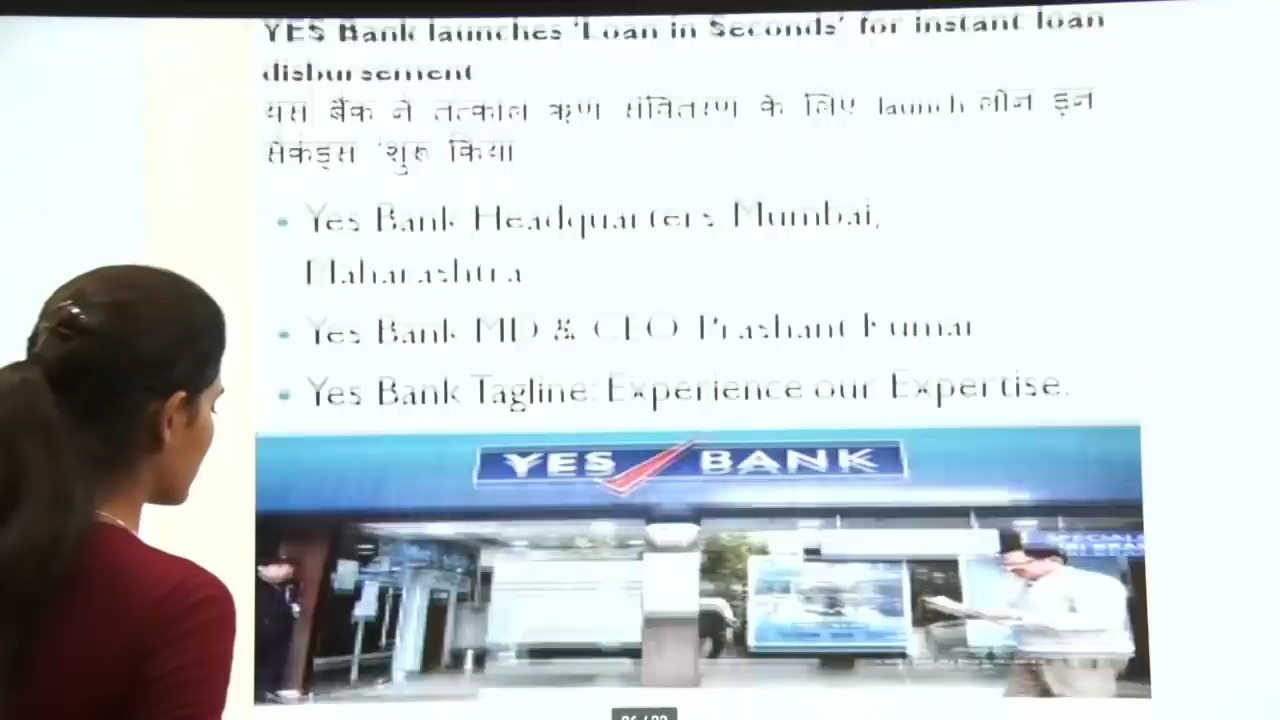 YES Bank launches 'Loan in Seconds' for instant loan
disbursement
यस बैंक ने तत्काल ऋण संवितरण के लिए launch लोन इन
सेकंड्स 'शुरू किया
• Yes Bank Headquarters: Mumbai,
Maharashtra
• Yes Bank MD & CEO Prashant Kumar
• Yes Bank Tagline: Experience our Expertise.
YES BANK